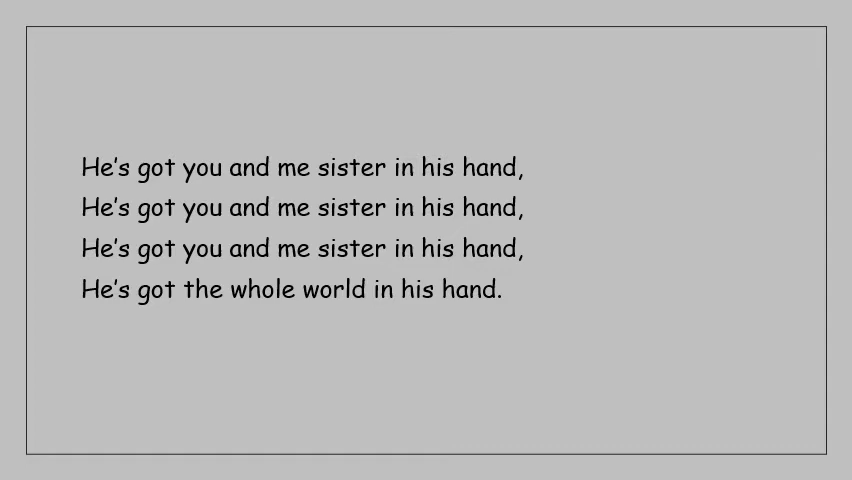 He's got you and me sister in his hand,
He's got you and me sister in his hand,
He's got you and me sister in his hand,
He's got the whole world in his hand.